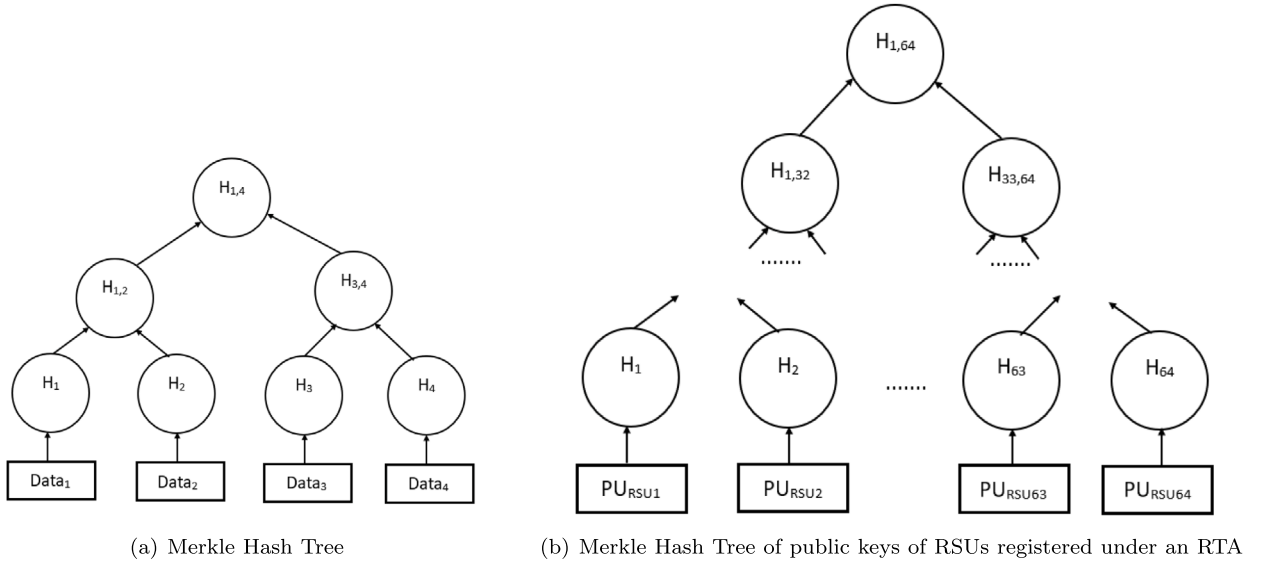 H1,4
H1,2
H3,4
H1
H2
H3
H4
Data1
Data2
Data3
Data4
(a) Merkle Hash Tree
H1,64
H1,32
H33,64
.......
.......
H1
H2
.......
H63
H64
PURSU1
PURSU2
PURSU63
PURSU64
(b) Merkle Hash Tree of public keys of RSUs registered under an RTA